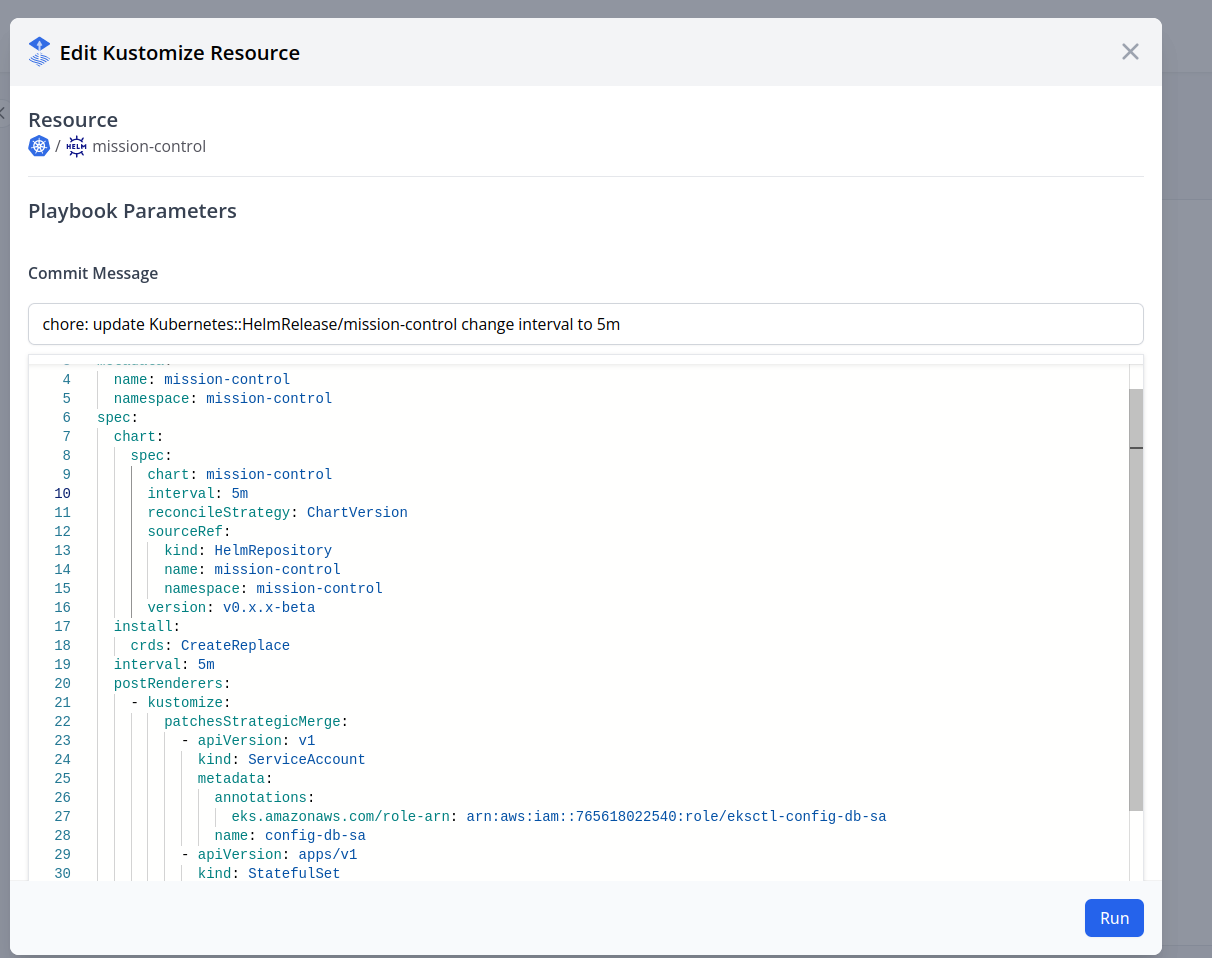 Edit Kustomize Resource
Resource
/ HELM mission-control
Playbook Parameters
Commit Message
chore: update Kubernetes::HelmRelease/mission-control change interval to 5m
4 name: mission-control
5 namespace: mission-control
6 spec:
7 chart:
8 spec:
9 chart: mission-control
10 interval: 5m
11 reconcileStrategy: ChartVersion
12 sourceRef:
13 kind: HelmRepository
14 name: mission-control
15 namespace: mission-control
16 version: v0.x.x-beta
17 install:
18 crds: CreateReplace
19 interval: 5m
20 postRenderers:
21 - kustomize:
22 patchesStrategicMerge:
23 - apiVersion: v1
24 kind: ServiceAccount
25 metadata:
26 annotations:
27 eks.amazonaws.com/role-arn: arn:aws:iam::765618022540:role/eksctl-config-db-sa
28 name: config-db-sa
29 - apiVersion: apps/v1
30 kind: StatefulSet
Run